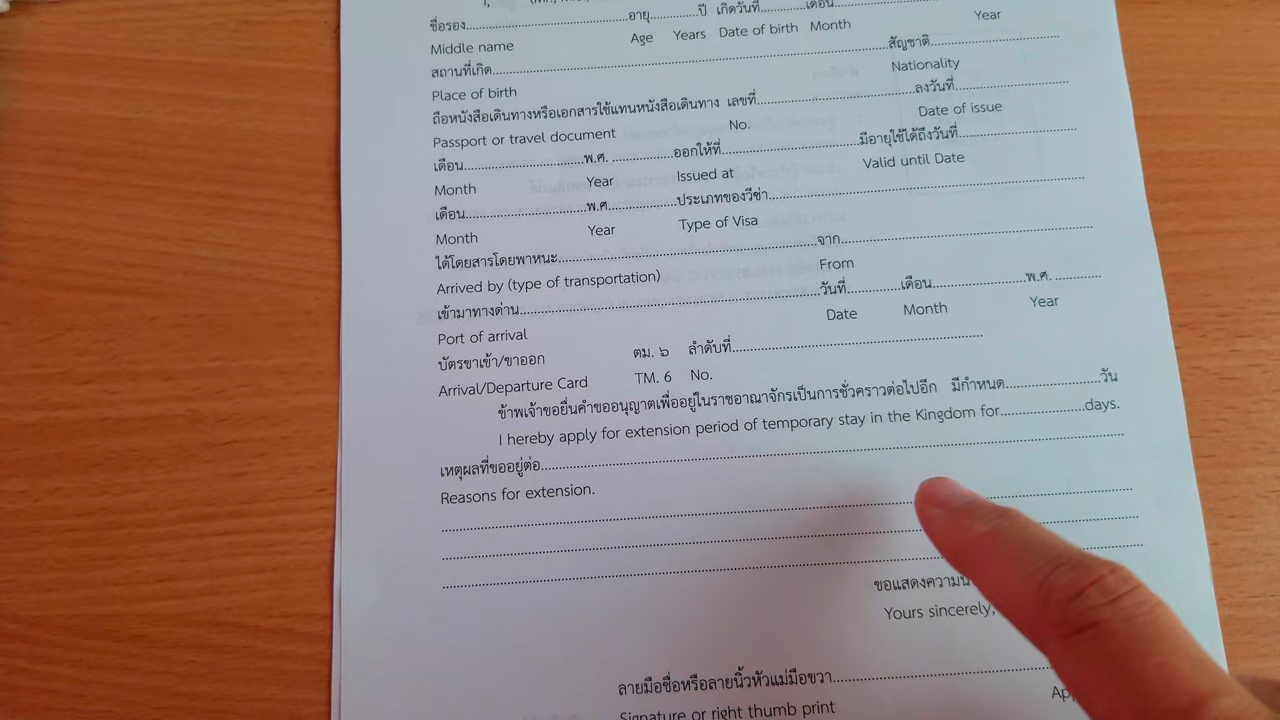 ชื่อรอง....................อายุ.............ปี เกิดวันที่..............เดือน
Middle name Age Years Date of birth Month Year
สถานที่เกิด....................สัญชาติ....................
Place of birth Nationality
ถือหนังสือเดินทางหรือเอกสารใช้แทนหนังสือเดินทาง เลขที่....................ลงวันที่....................
Passport or travel document No. Date of issue
เดือน....................พ.ศ. ..............ออกให้ที่....................มีอายุใช้ได้ถึงวันที่....................
Month Year Issued at Valid until Date
เดือน....................พ.ศ...............ประเภทของวีซ่า....................
Month Year Type of Visa
ได้โดยสารโดยพาหนะ....................จาก....................
Arrived by (type of transportation) From
เข้ามาทางด่าน....................วันที่............เดือน....................พ.ศ. ............
Port of arrival Date Month Year
บัตรขาเข้า/ขาออก ตม. ๖ ลำดับที่....................
Arrival/Departure Card TM. 6 No.
ข้าพเจ้าขอยื่นคำขออนุญาตเพื่ออยู่ในราชอาณาจักรเป็นการชั่วคราวต่อไปอีก มีกำหนด....................วัน
I hereby apply for extension period of temporary stay in the Kingdom for....................days.
เหตุผลที่ขออยู่ต่อ....................
Reasons for extension.
ขอแสดงความ
Yours sincerely,
ลายมือชื่อหรือลายนิ้วหัวแม่มือขวา....................
Signature or right thumb print